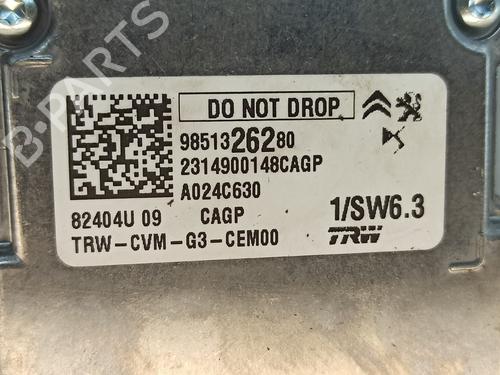 DO NOT DROP
9851326280
2314900148CAGP
A024C630
82404U 09 CAGP 1/SW6.3
TRW-CVM-G3-CEM00 TRW
B-PARTS